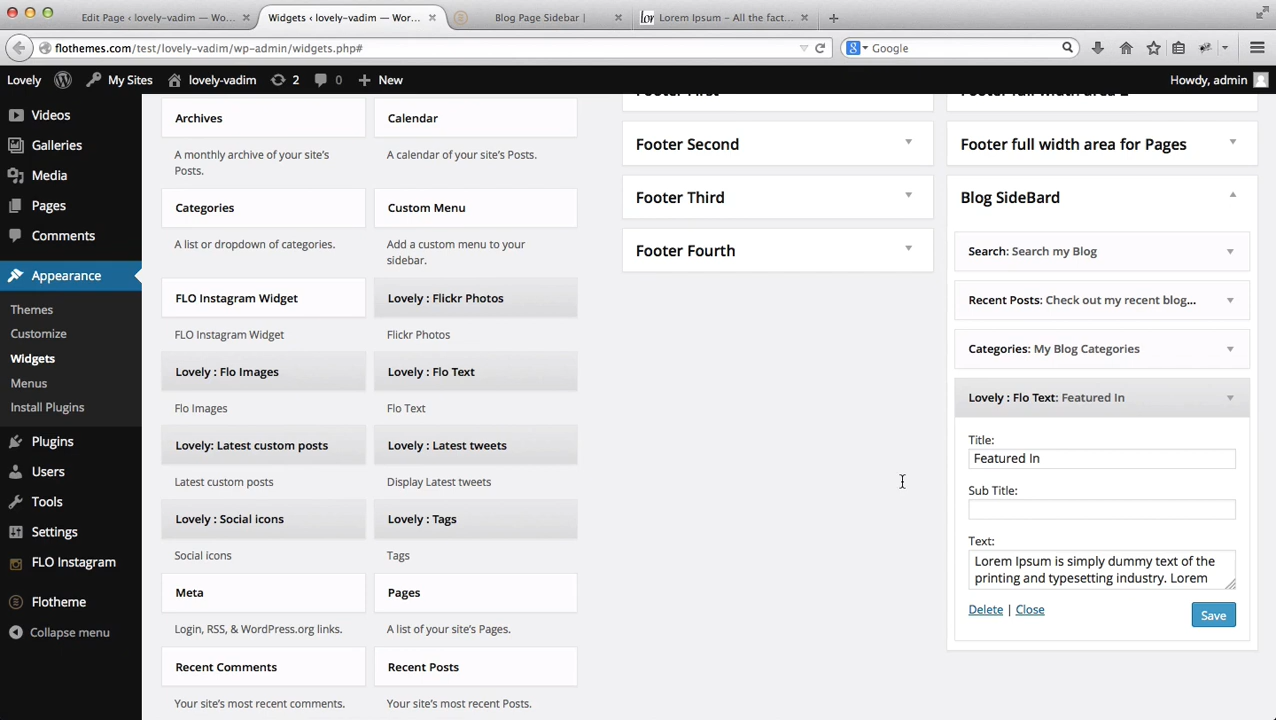 Edit Page ‹ lovely-vadim — Wo...
Widgets ‹ lovely-vadim — Wor...
Blog Page Sidebar |
lor Lorem Ipsum - All the fact...
flothemes.com/test/lovely-vadim/wp-admin/widgets.php#
Google
Lovely
My Sites
lovely-vadim
2
0
New
Howdy, admin
Videos
Galleries
Media
Pages
Comments
Appearance
Themes
Customize
Widgets
Menus
Install Plugins
Plugins
Users
Tools
Settings
FLO Instagram
Flotheme
Collapse menu
Archives
A monthly archive of your site's
Posts.
Calendar
A calendar of your site's Posts.
Categories
A list or dropdown of categories.
Custom Menu
Add a custom menu to your
sidebar.
FLO Instagram Widget
FLO Instagram Widget
Lovely : Flickr Photos
Flickr Photos
Lovely : Flo Images
Flo Images
Lovely : Flo Text
Flo Text
Lovely: Latest custom posts
Latest custom posts
Lovely : Latest tweets
Display Latest tweets
Lovely : Social icons
Social icons
Lovely : Tags
Tags
Meta
Login, RSS, & WordPress.org links.
Pages
A list of your site's Pages.
Recent Comments
Your site's most recent comments.
Recent Posts
Your site's most recent Posts.
Footer First
Footer Second
Footer Third
Footer Fourth
Footer full width area 2
Footer full width area for Pages
Blog SideBard
Search: Search my Blog
Recent Posts: Check out my recent blog...
Categories: My Blog Categories
Lovely : Flo Text: Featured In
Title:
Featured In
Sub Title:
Text:
Lorem Ipsum is simply dummy text of the
printing and typesetting industry. Lorem
Delete | Close
Save